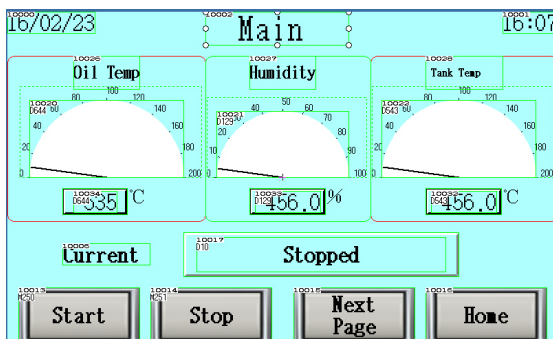 10000 10002 10001
16/02/23 Main 16:07
10026 10027 10028
Oil Temp Humidity Tank Temp
10020 10021 10022
D644 D129 D543
0 20 40 60 80 100 120 140 160 180 200
0 10 20 30 40 50 60 70 80 90 100
0 20 40 60 80 100 120 140 160 180 200
10034 10033 10032
D644 535 °C D129 456.0 % D543 456.0 °C
10006 10017
D10
Current Stopped
10013 10014 10015 10016
M250 M251
Start Stop Next Page Home